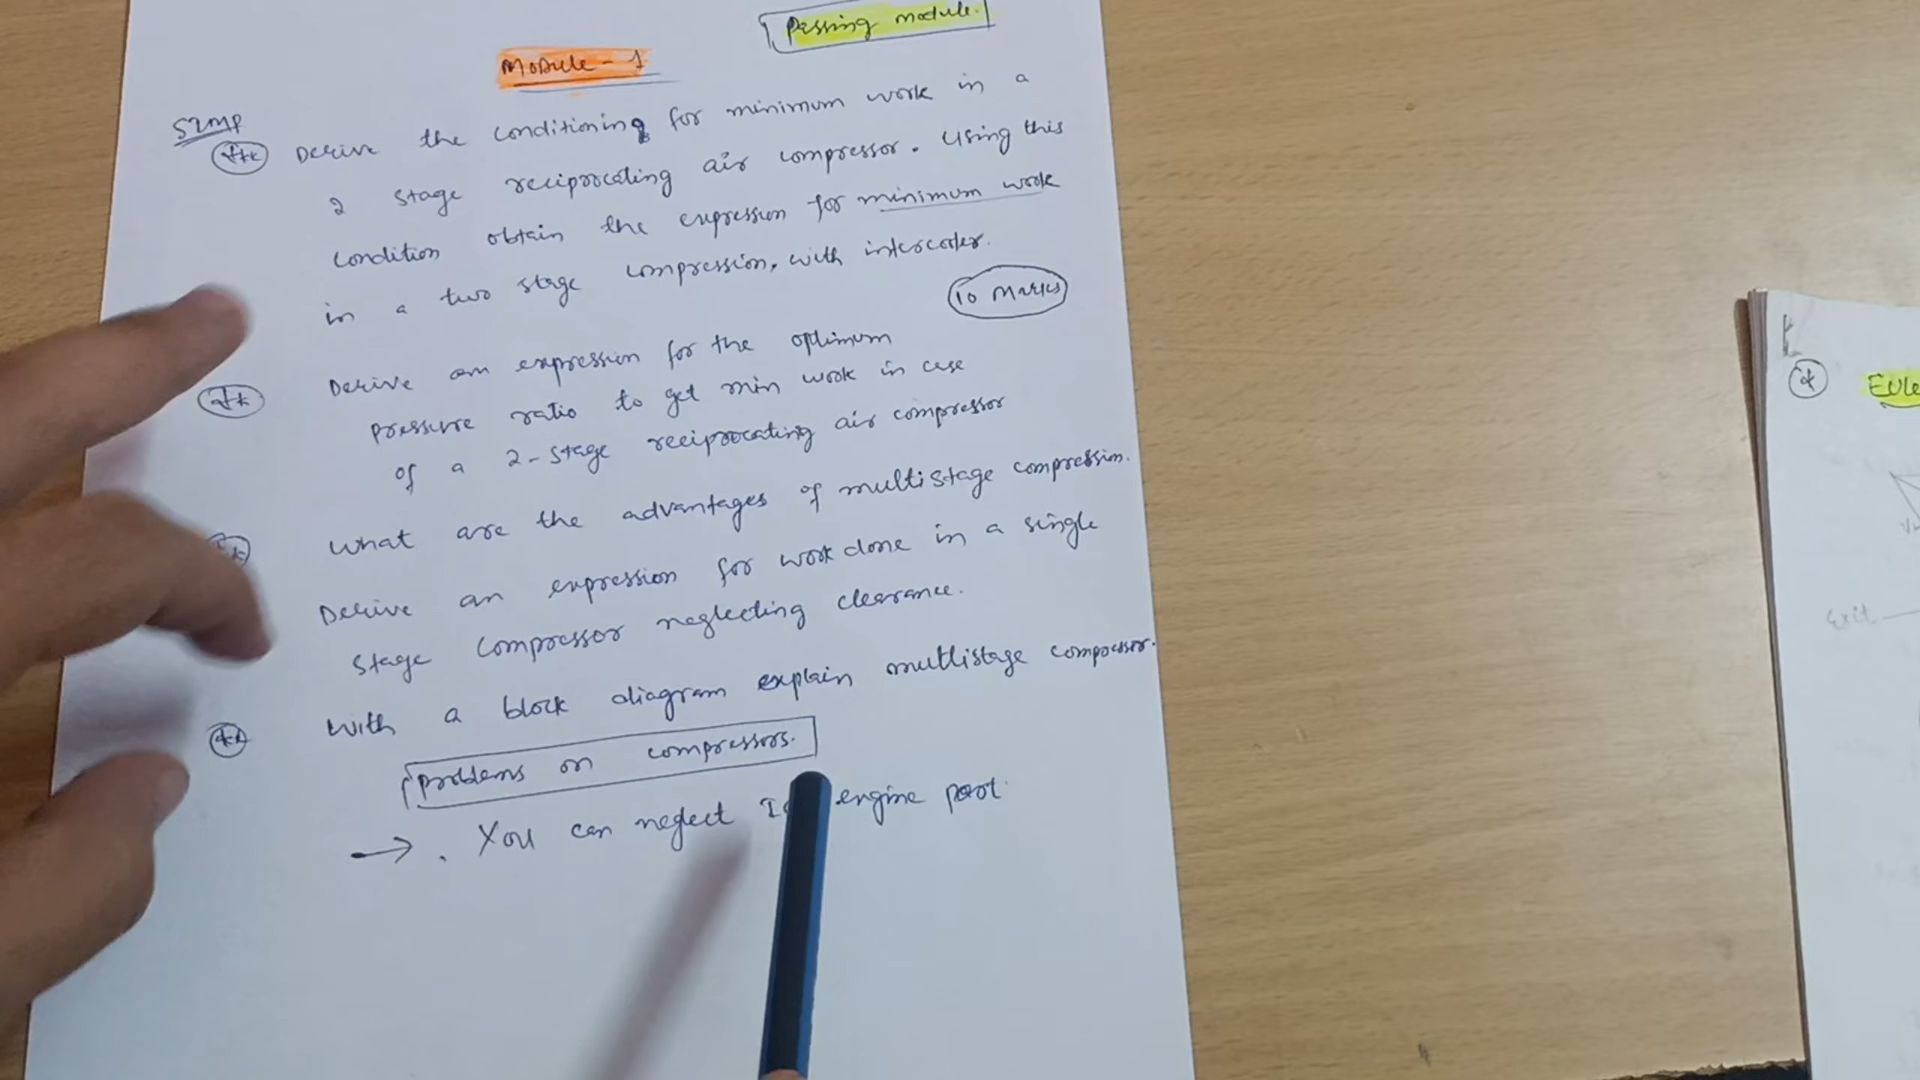 Passing module.
Module - 1
SIMP
Derive the conditioning for minimum work in a
2 stage reciprocating air compressor. Using this
condition obtain the expression for minimum work
in a two stage compression, with intercooler.
10 Marks
Derive an expression for the optimum
pressure ratio to get min work in case
of a 2-stage reciprocating air compressor
What are the advantages of multistage compression.
Derive an expression for work done in a single
stage compressor neglecting clearance.
With a block diagram explain multistage compressor.
Problems on compressors.
→ . You can neglect engine part.
Exit